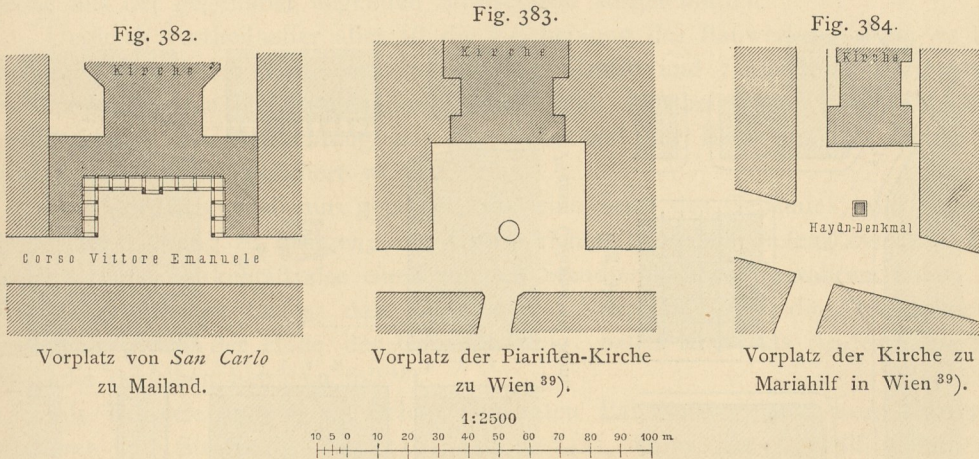 Fig. 382.
Kirche
Corso Vittore Emanuele
Vorplatz von San Carlo
zu Mailand.
Fig. 383.
Kirche
Vorplatz der Piariſten-Kirche
zu Wien ³⁹).
Fig. 384.
Kirche
Haydn-Denkmal
Vorplatz der Kirche zu
Mariahilf in Wien ³⁹).
1:2500
10 5 0 10 20 30 40 50 60 70 80 90 100 m